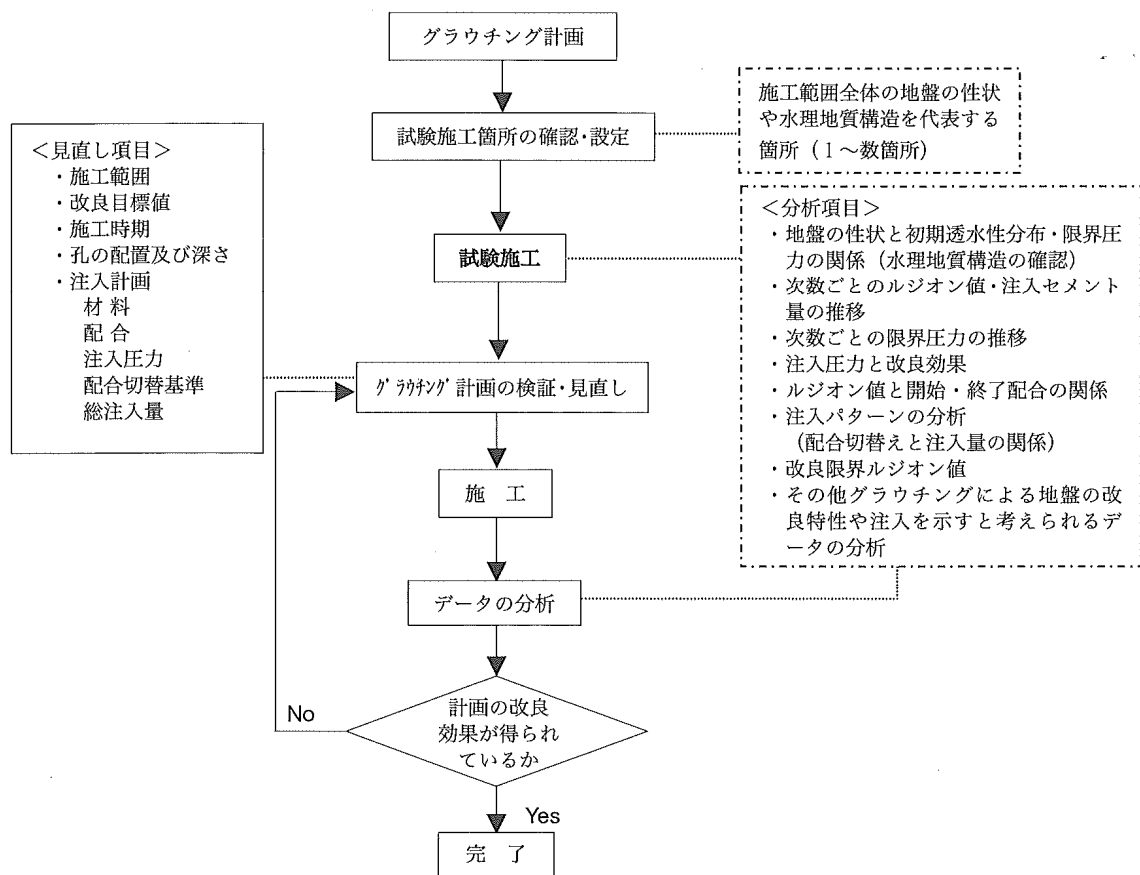 グラウチング計画
試験施工箇所の確認・設定
施工範囲全体の地盤の性状
や水理地質構造を代表する
箇所（1～数箇所）
＜見直し項目＞
・施工範囲
・改良目標値
・施工時期
・孔の配置及び深さ
・注入計画
材 料
配 合
注入圧力
配合切替基準
総注入量
試験施工
＜分析項目＞
・地盤の性状と初期透水性分布・限界圧
力の関係（水理地質構造の確認）
・次数ごとのルジオン値・注入セメント
量の推移
・次数ごとの限界圧力の推移
・注入圧力と改良効果
・ルジオン値と開始・終了配合の関係
・注入パターンの分析
（配合切替えと注入量の関係）
・改良限界ルジオン値
・その他グラウチングによる地盤の改
良特性や注入を示すと考えられるデ
ータの分析
ｸﾞﾗｳﾁﾝｸﾞ計画の検証・見直し
施 工
データの分析
計画の改良
効果が得られ
ているか
No
Yes
完 了